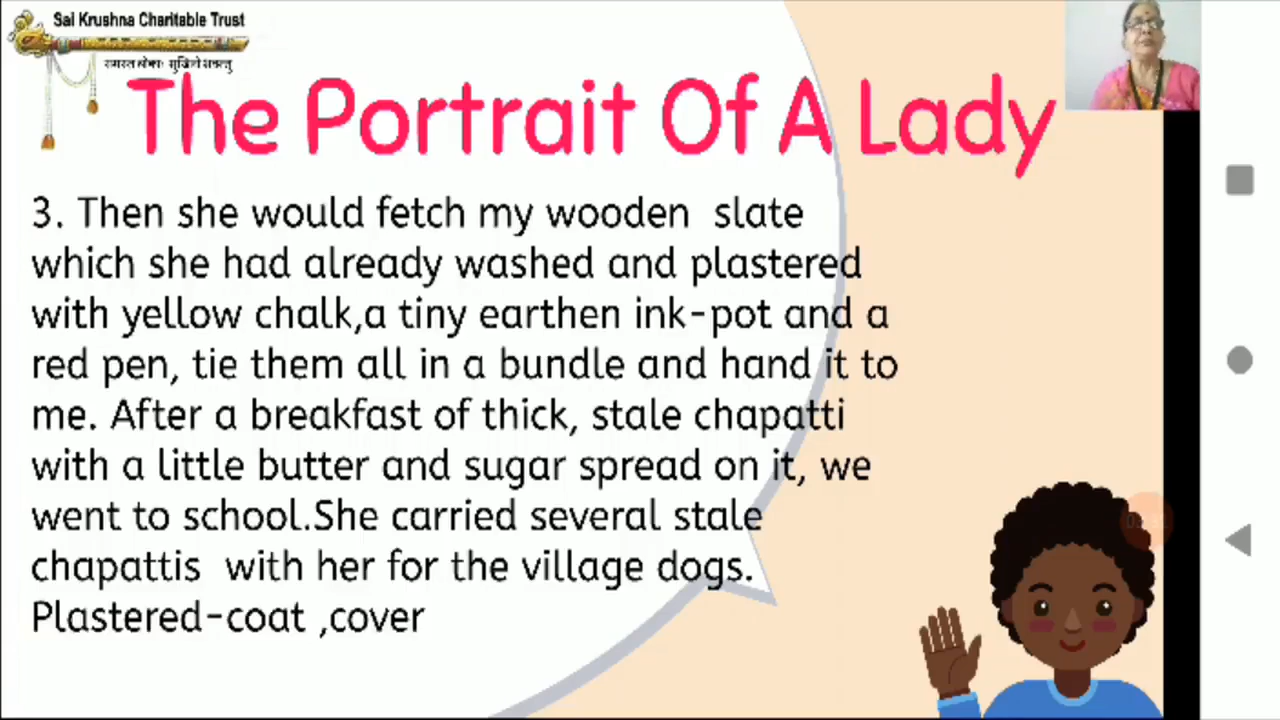 Sai Krushna Charitable Trust
The Portrait Of A Lady
3. Then she would fetch my wooden slate
which she had already washed and plastered
with yellow chalk,a tiny earthen ink-pot and a
red pen, tie them all in a bundle and hand it to
me. After a breakfast of thick, stale chapatti
with a little butter and sugar spread on it, we
went to school.She carried several stale
chapattis with her for the village dogs.
Plastered-coat ,cover